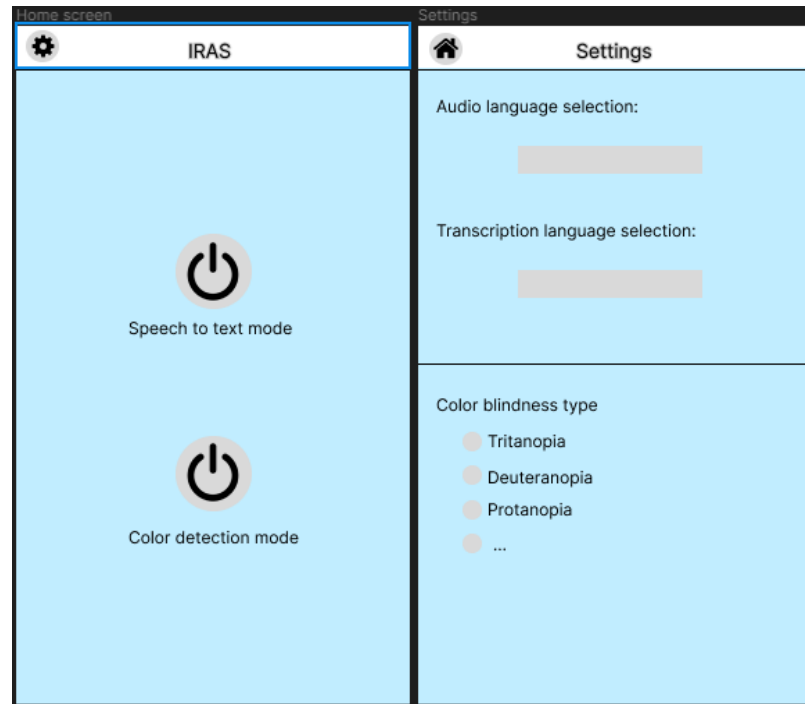 Home screen
IRAS
Speech to text mode
Color detection mode
Settings
Settings
Audio language selection:
Transcription language selection:
Color blindness type
Tritanopia
Deuteranopia
Protanopia
...